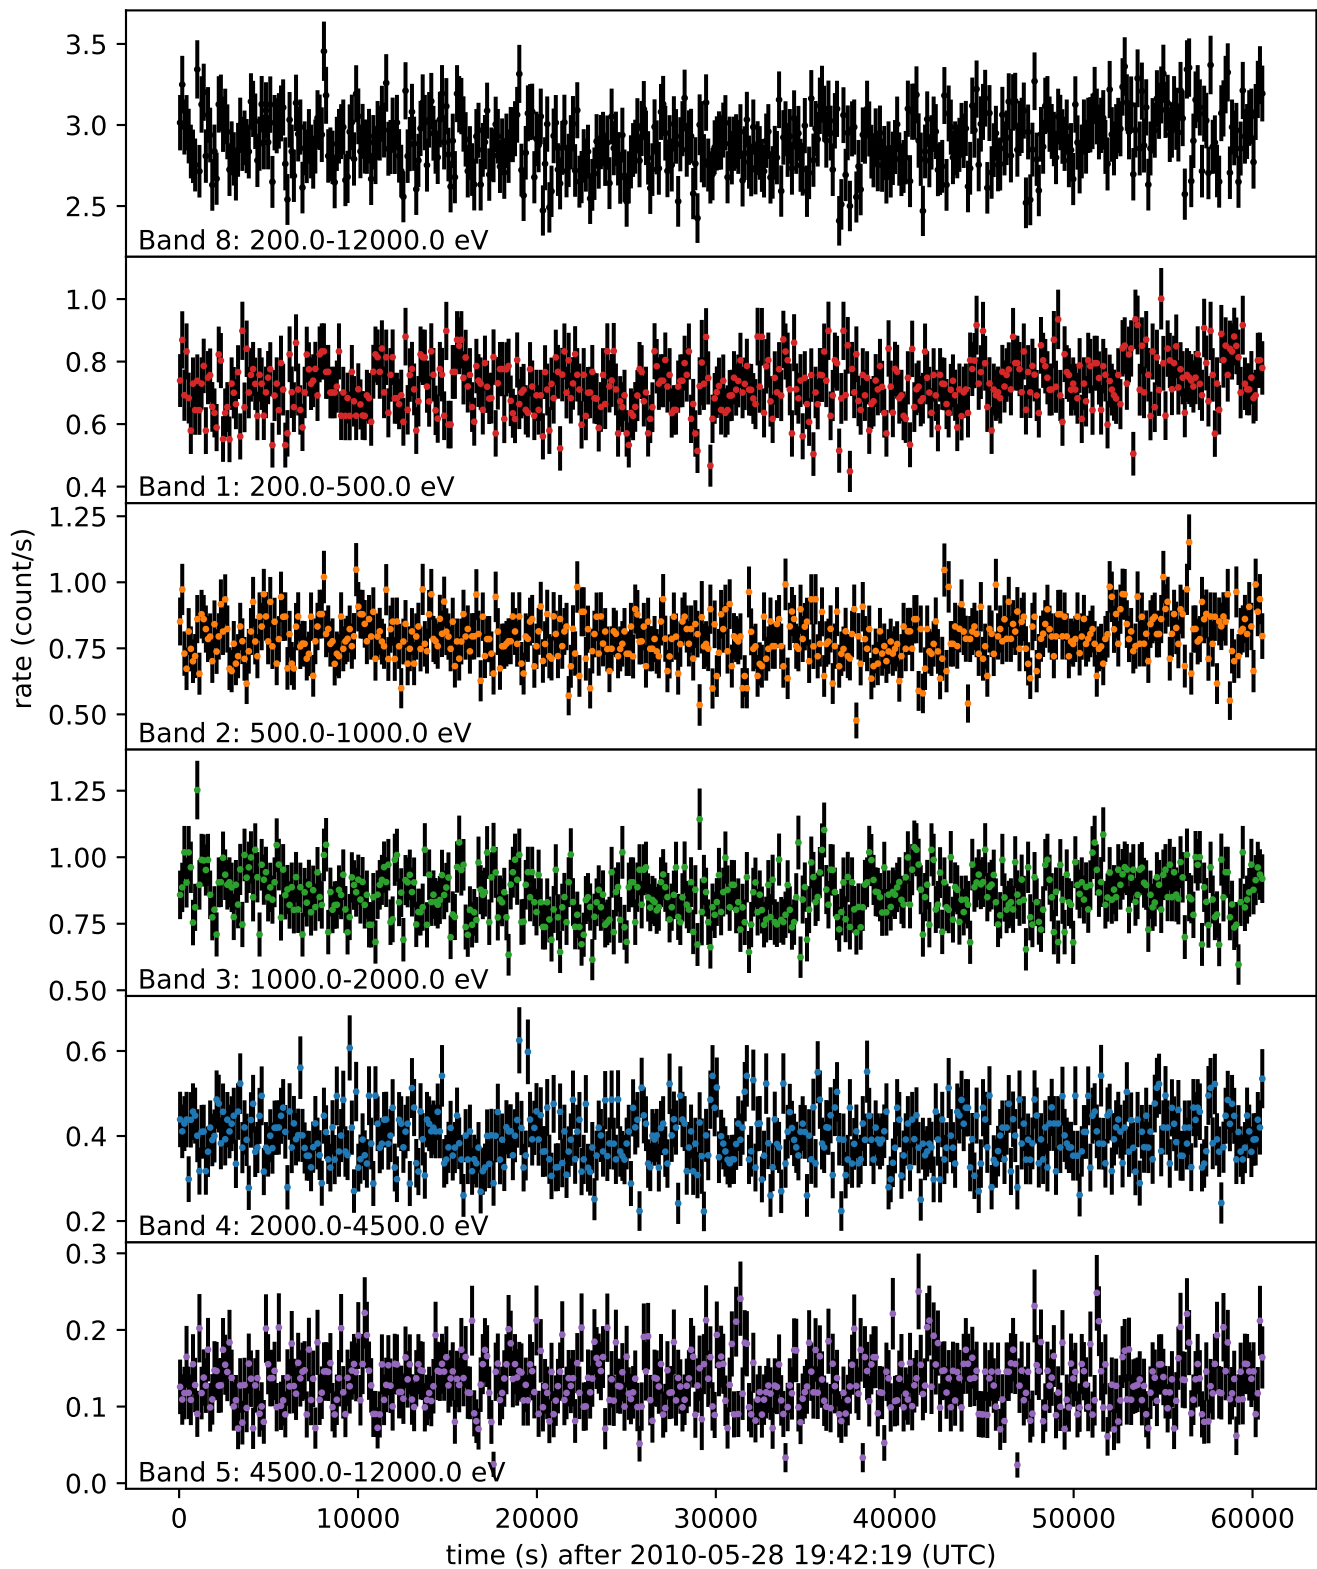 3.5
3.0
2.5
Band 8: 200.0-12000.0 eV
1.0
0.8
0.6
0.4
Band 1: 200.0-500.0 eV
rate (count/s)
1.25
1.00
0.75
0.50
Band 2: 500.0-1000.0 eV
1.25
1.00
0.75
0.50
Band 3: 1000.0-2000.0 eV
0.6
0.4
0.2
Band 4: 2000.0-4500.0 eV
0.3
0.2
0.1
0.0
Band 5: 4500.0-12000.0 eV
0 10000 20000 30000 40000 50000 60000
time (s) after 2010-05-28 19:42:19 (UTC)